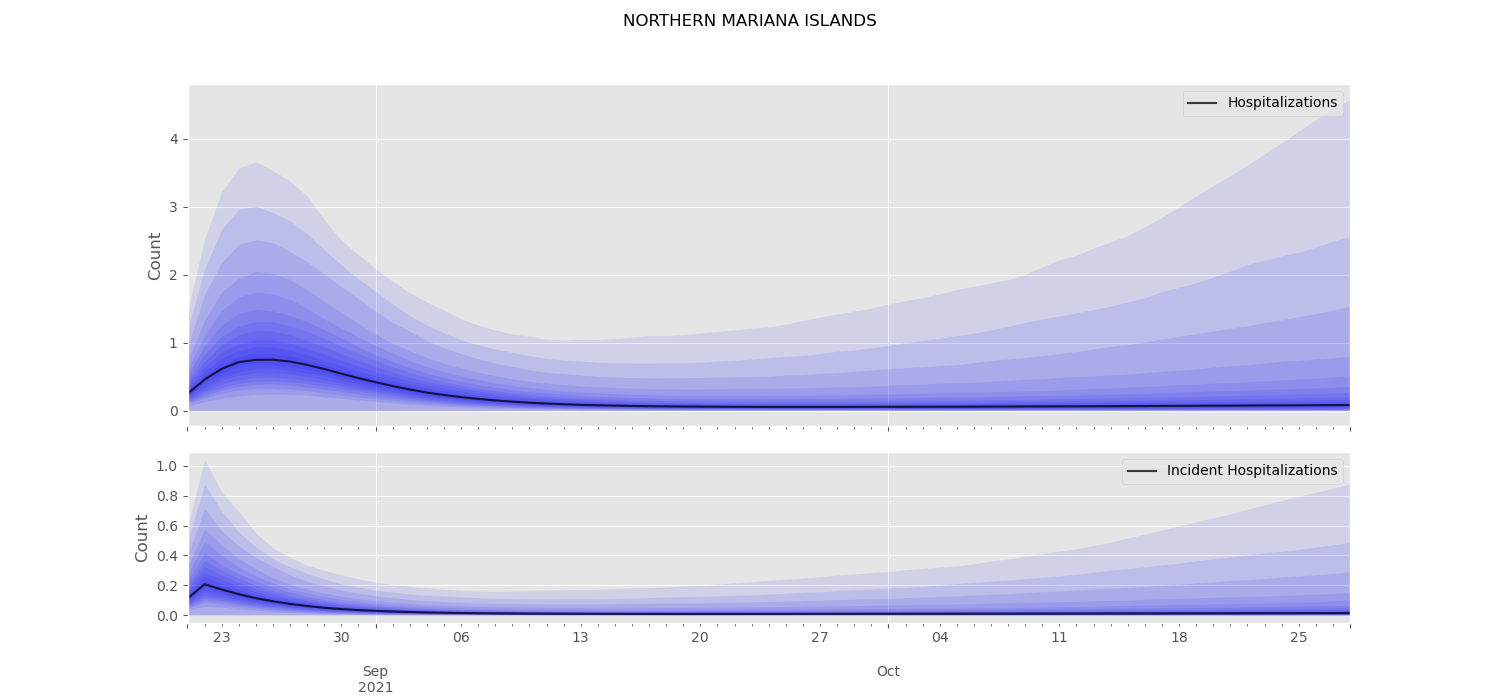 NORTHERN MARIANA ISLANDS
Hospitalizations
Count
4
3
2
1
0
Incident Hospitalizations
Count
1.0
0.8
0.6
0.4
0.2
0.0
23 30 06 13 20 27 04 11 18 25
Sep Oct
2021